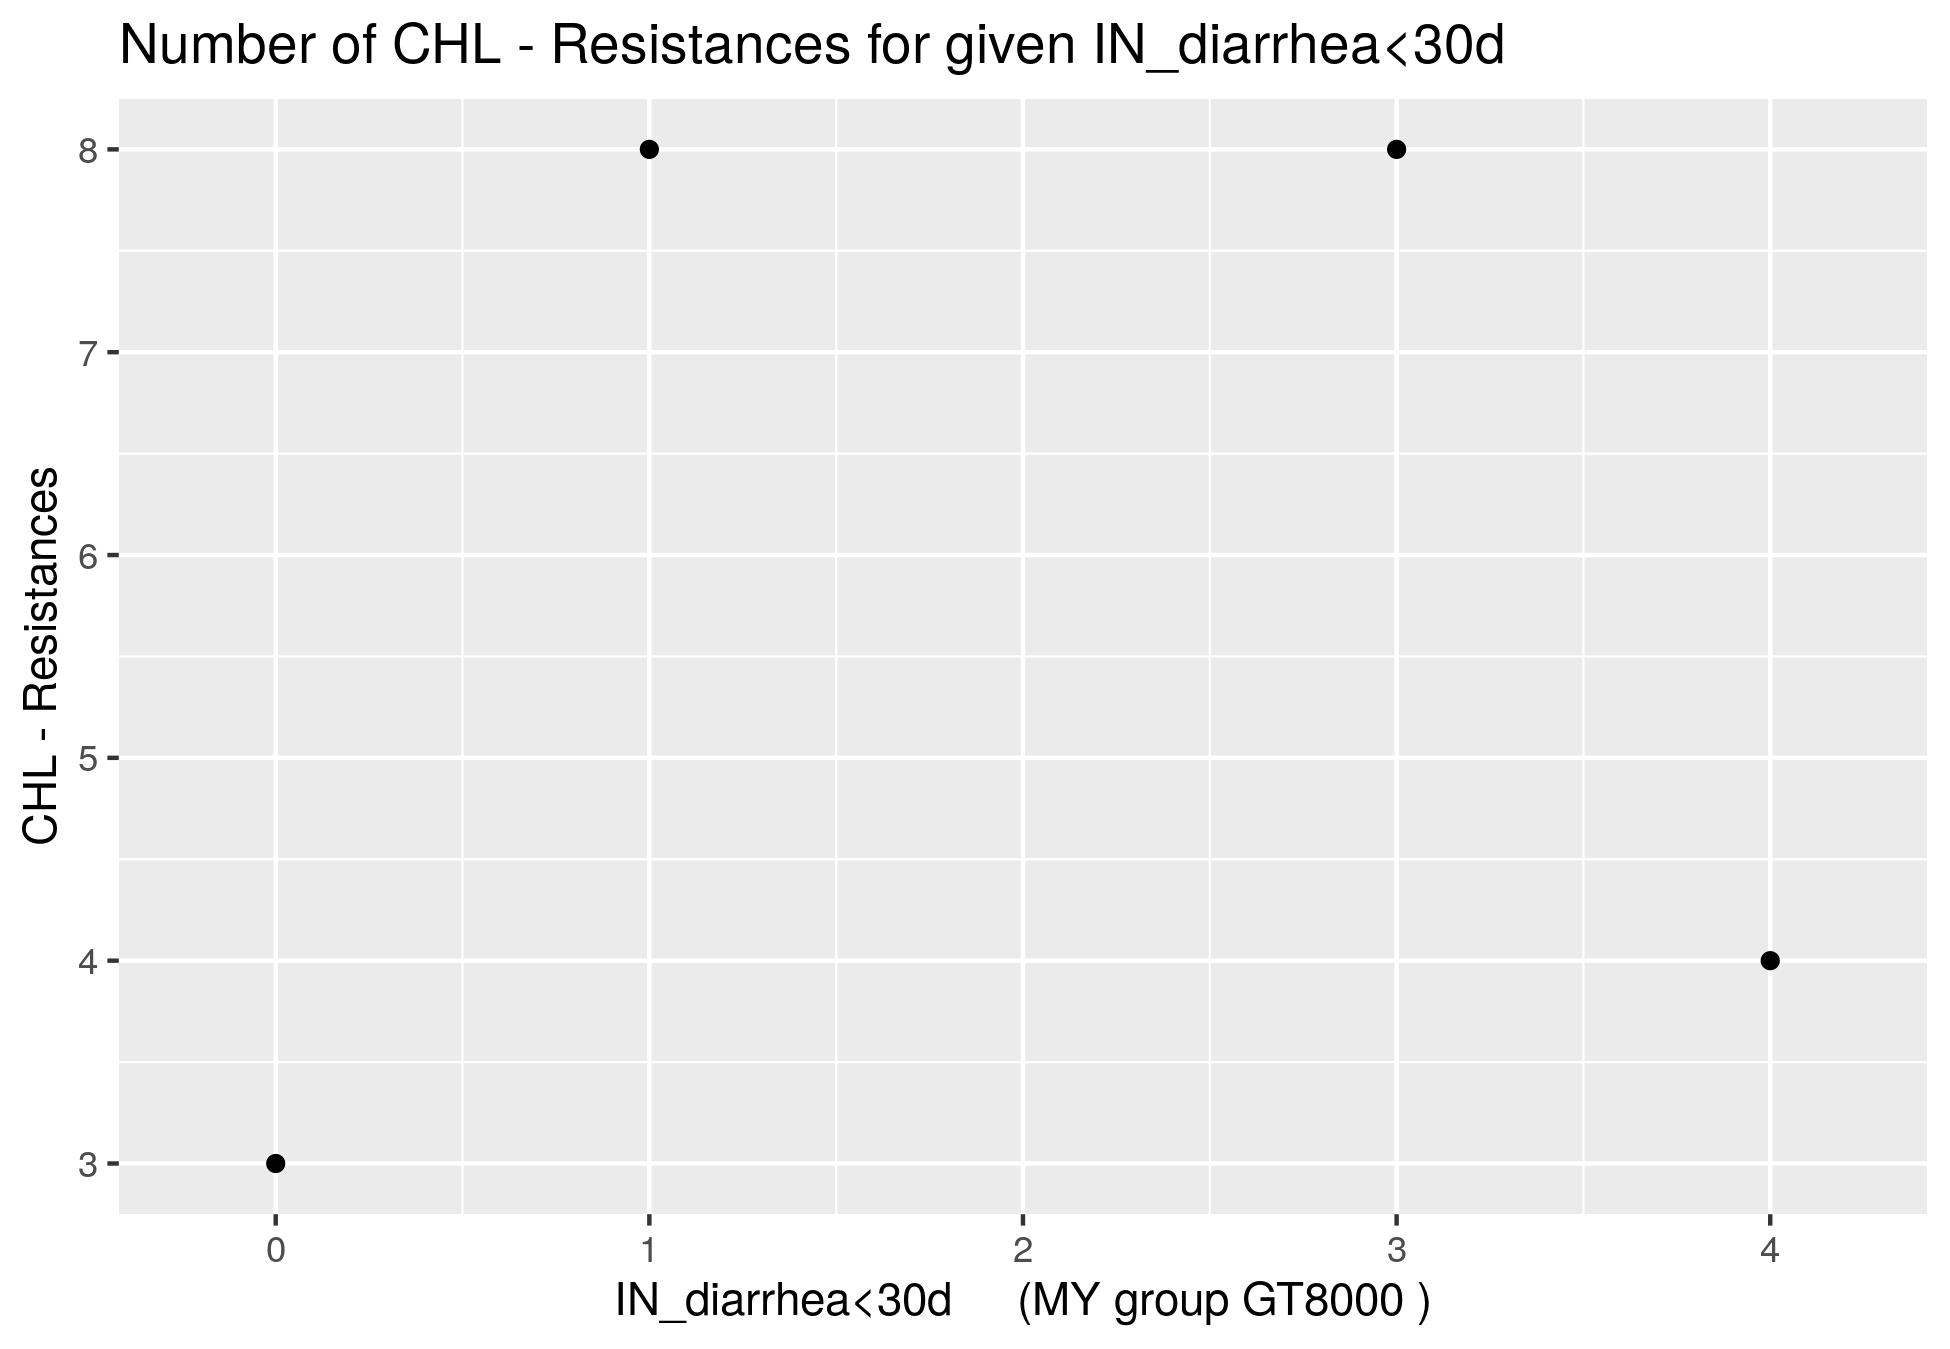 Number of CHL - Resistances for given IN_diarrhea<30d
8
7
6
5
4
3
CHL - Resistances
0 1 2 3 4
IN_diarrhea<30d (MY group GT8000 )